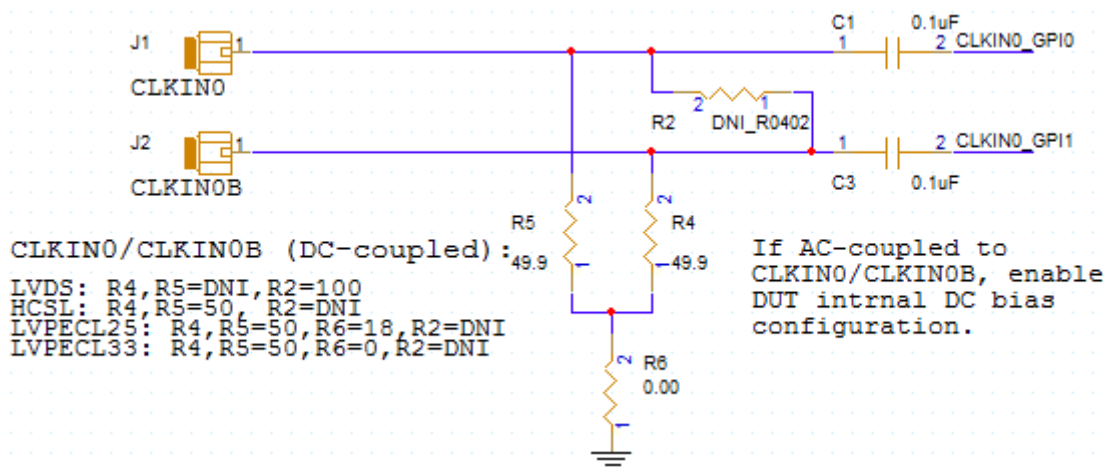 C1 0.1uF
J1 1 1 2 CLKIN0_GPI0
CLKIN0
2 1
R2 DNI_R0402
J2 1 1 2 CLKIN0_GPI1
CLKIN0B
C3 0.1uF
2 2
R5 R4
49.9 1 1 49.9
CLKIN0/CLKIN0B (DC-coupled):
LVDS: R4,R5=DNI,R2=100
HCSL: R4,R5=50, R2=DNI
LVPECL25: R4,R5=50,R6=18,R2=DNI
LVPECL33: R4,R5=50,R6=0,R2=DNI
If AC-coupled to
CLKIN0/CLKIN0B, enable
DUT intrnal DC bias
configuration.
2 R6
0.00
1